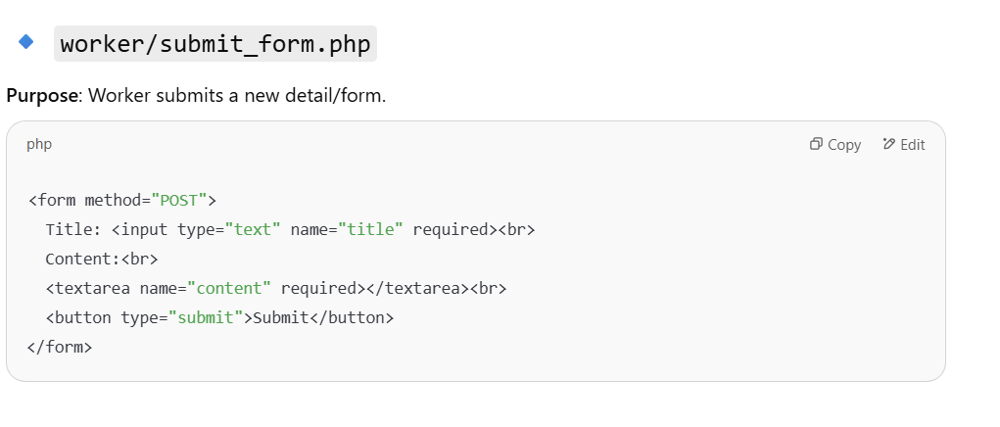 worker/submit_form.php
Purpose: Worker submits a new detail/form.
php Copy Edit
<form method="POST">
  Title: <input type="text" name="title" required><br>
  Content:<br>
  <textarea name="content" required></textarea><br>
  <button type="submit">Submit</button>
</form>